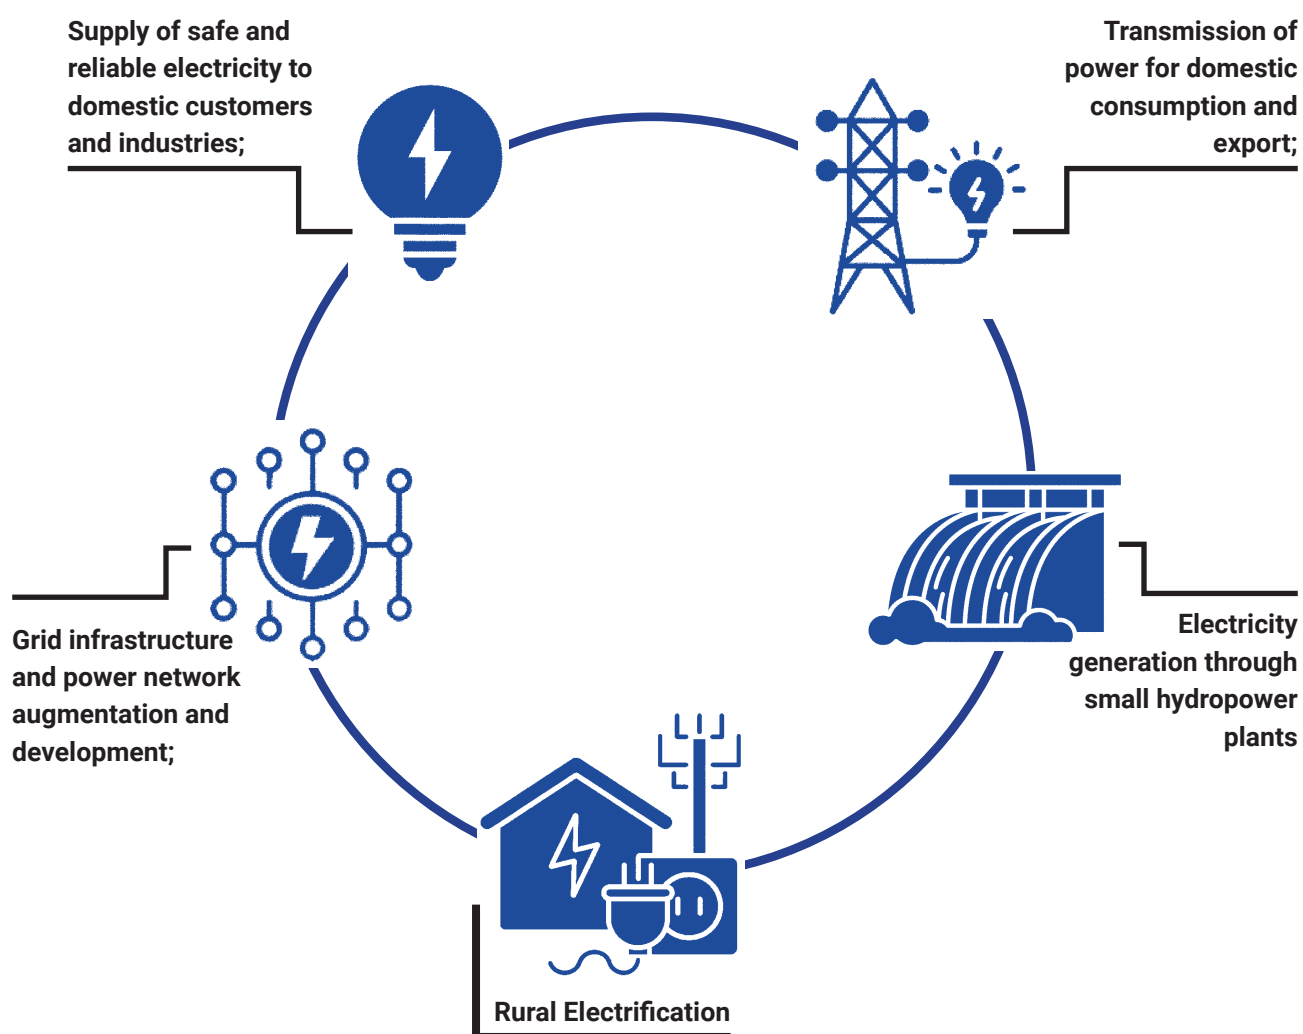 Supply of safe and
reliable electricity to
domestic customers
and industries;
Transmission of
power for domestic
consumption and
export;
Grid infrastructure
and power network
augmentation and
development;
Electricity
generation through
small hydropower
plants
Rural Electrification